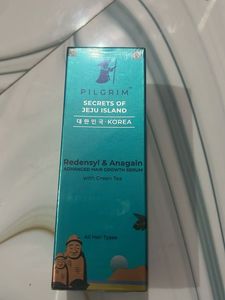 PILGRIM
SECRETS OF
JEJU ISLAND
대한민국·KOREA
Redensyl & Anagain
ADVANCED HAIR GROWTH SERUM
with Green Tea
All Hair Types